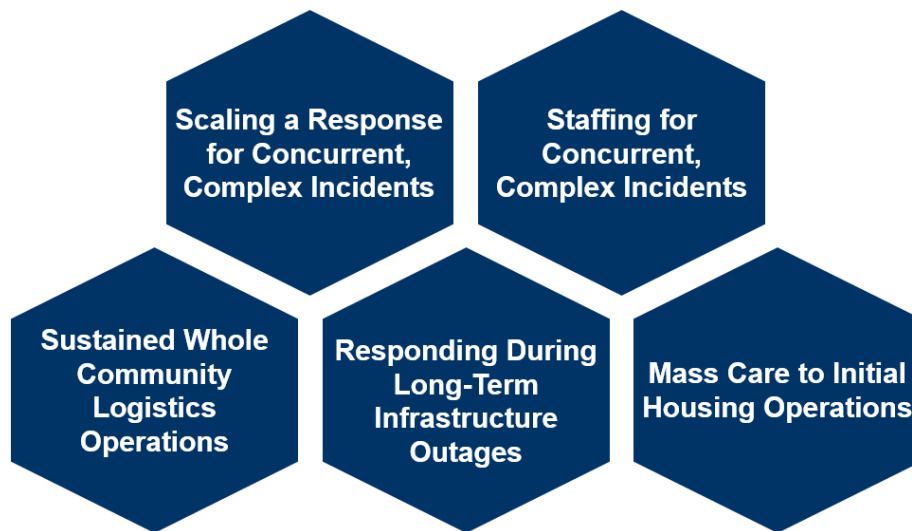 Scaling a Response
for Concurrent,
Complex Incidents
Staffing for
Concurrent,
Complex Incidents
Sustained Whole
Community
Logistics
Operations
Responding During
Long-Term
Infrastructure
Outages
Mass Care to Initial
Housing Operations